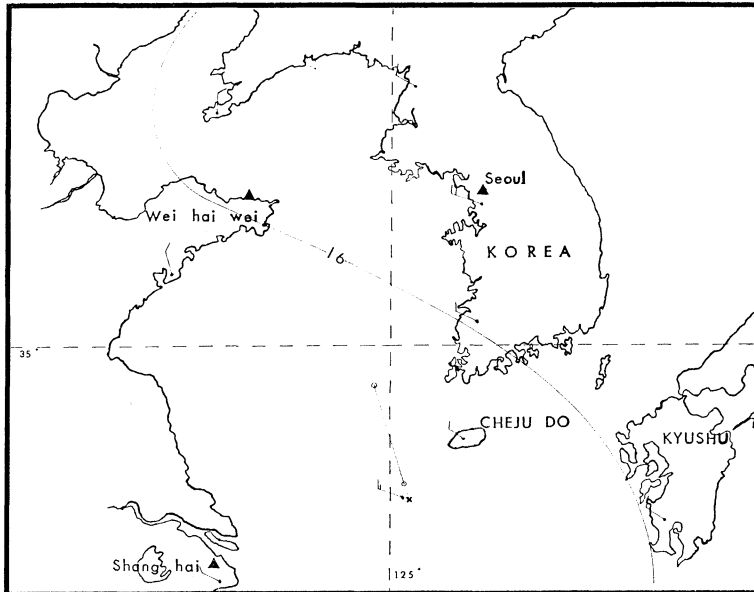 Seoul
Wei hai wei
KOREA
16
35°
CHEJU DO
KYUSHU
Shang hai
125°
x